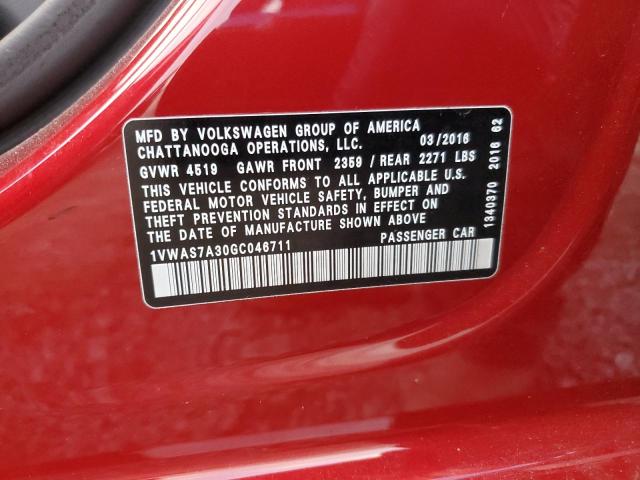 MFD BY VOLKSWAGEN GROUP OF AMERICA
CHATTANOOGA OPERATIONS, LLC. 03/2016
GVWR 4519 GAWR FRONT 2359 / REAR 2271 LBS
THIS VEHICLE CONFORMS TO ALL APPLICABLE U.S.
FEDERAL MOTOR VEHICLE SAFETY, BUMPER AND
THEFT PREVENTION STANDARDS IN EFFECT ON
THE DATE OF MANUFACTURE SHOWN ABOVE
1VWAS7A30GC046711 PASSENGER CAR
1340370 2016 62